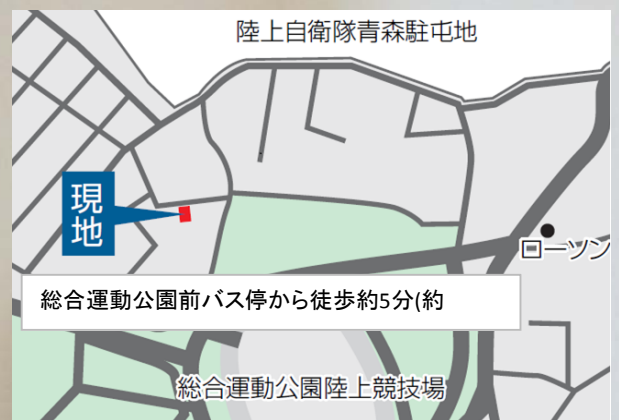 陸上自衛隊青森駐屯地
現地
ローソン
総合運動公園前バス停から徒歩約5分(約
総合運動公園陸上競技場